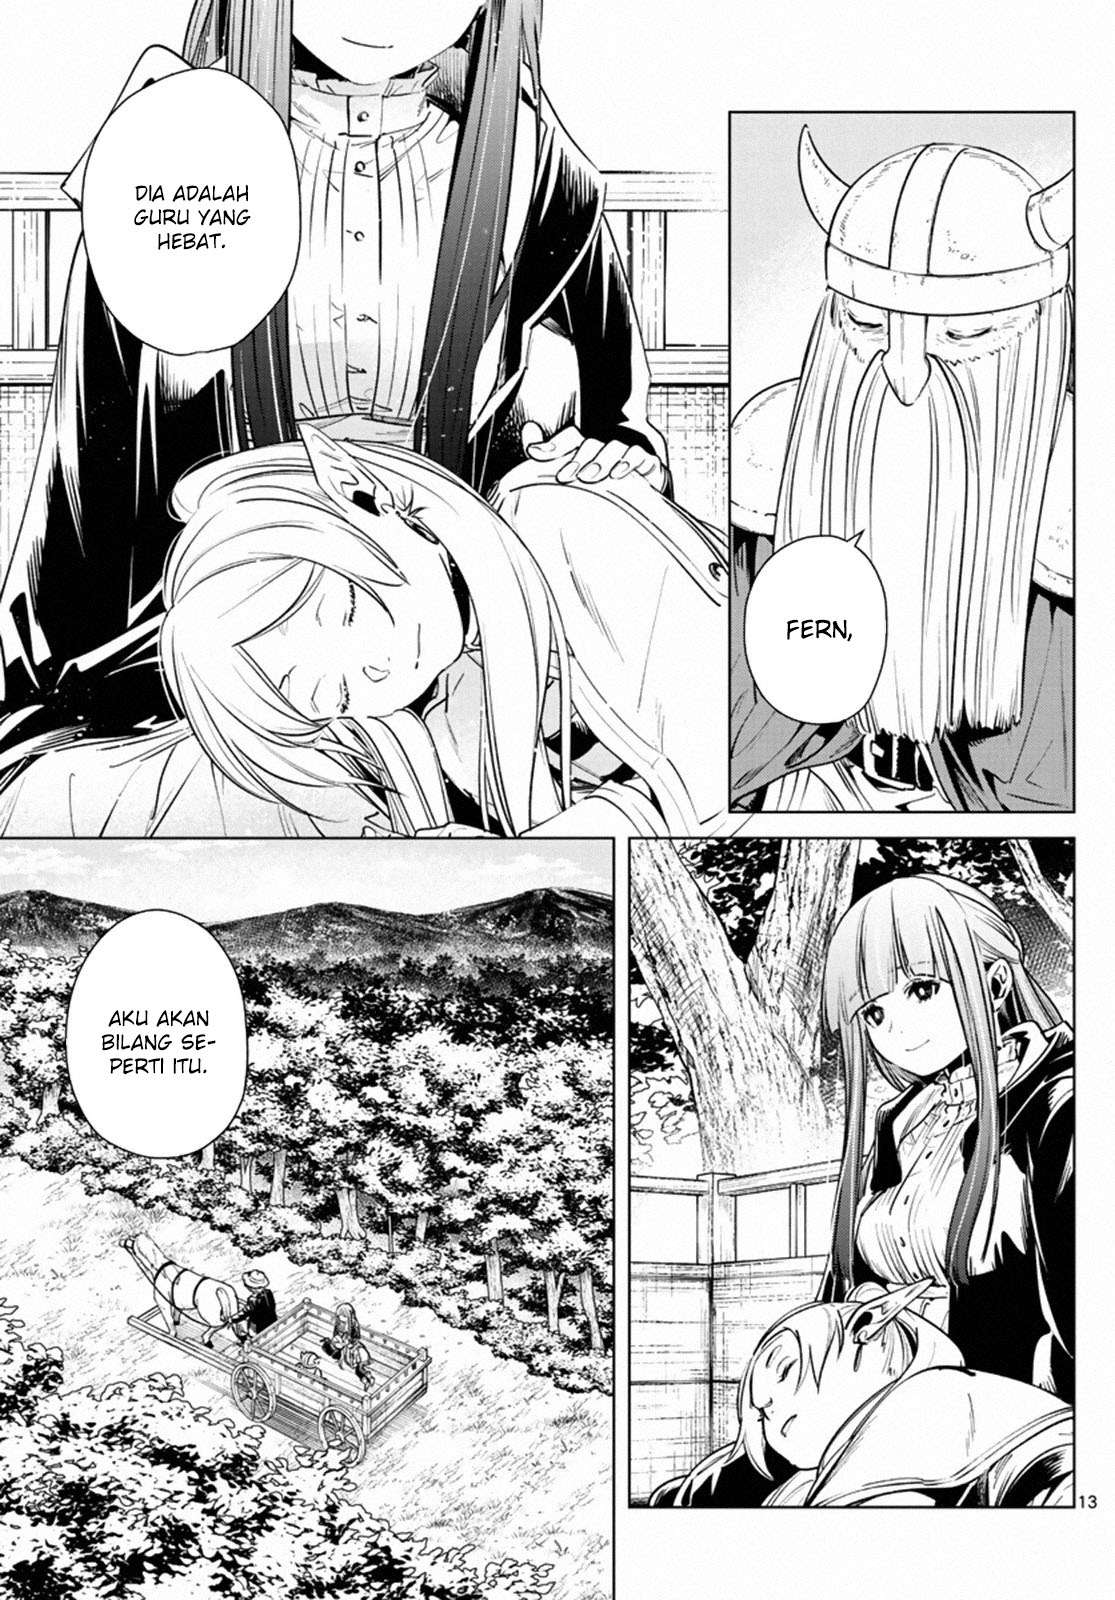 FERN,
DIA ADALAH
GURU YANG
HEBAT.
AKU AKAN
BILANG SE-
PERTI ITU.
13